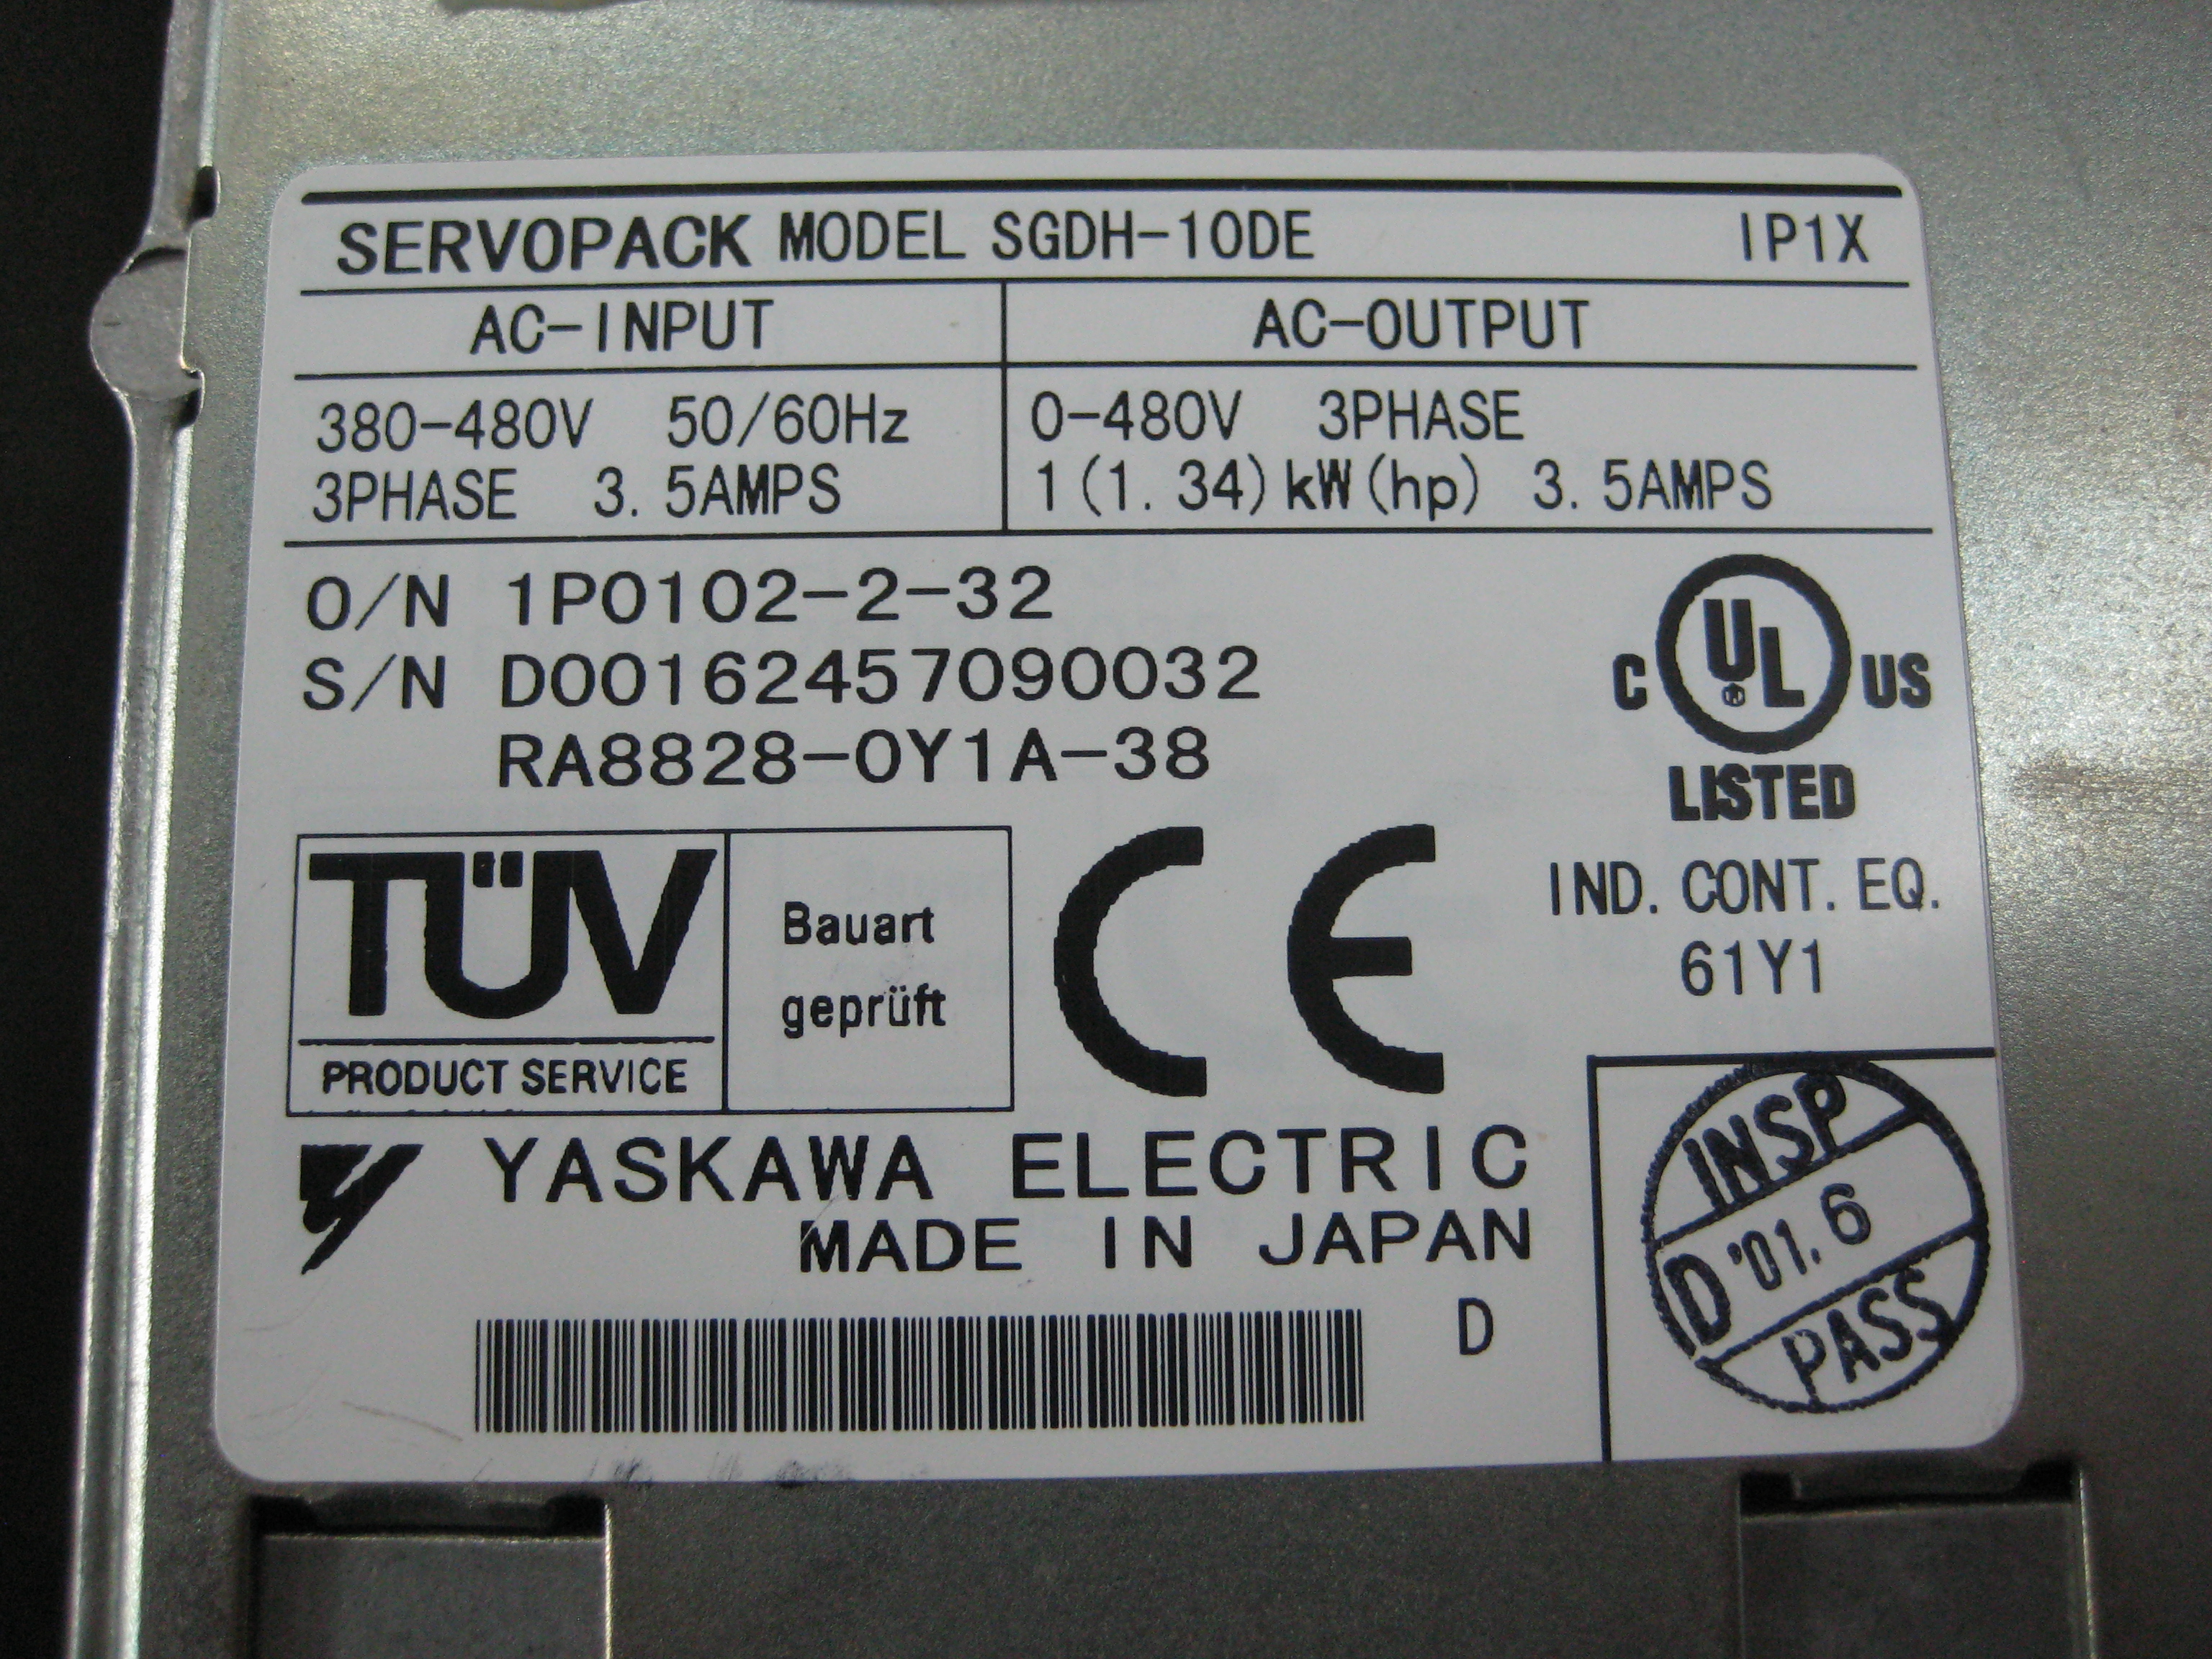 SERVOPACK MODEL SGDH-10DE IP1X
AC-INPUT AC-OUTPUT
380-480V 50/60Hz 0-480V 3PHASE
3PHASE 3.5AMPS 1(1.34)kW(hp) 3.5AMPS
O/N 1P0102-2-32
S/N D00162457090032
RA8828-0Y1A-38
C UL® US
LISTED
IND. CONT. EQ.
61Y1
TÜV
PRODUCT SERVICE
Bauart
geprüft
CE
YASKAWA ELECTRIC
MADE IN JAPAN
D
INSP
D'01.6
PASS